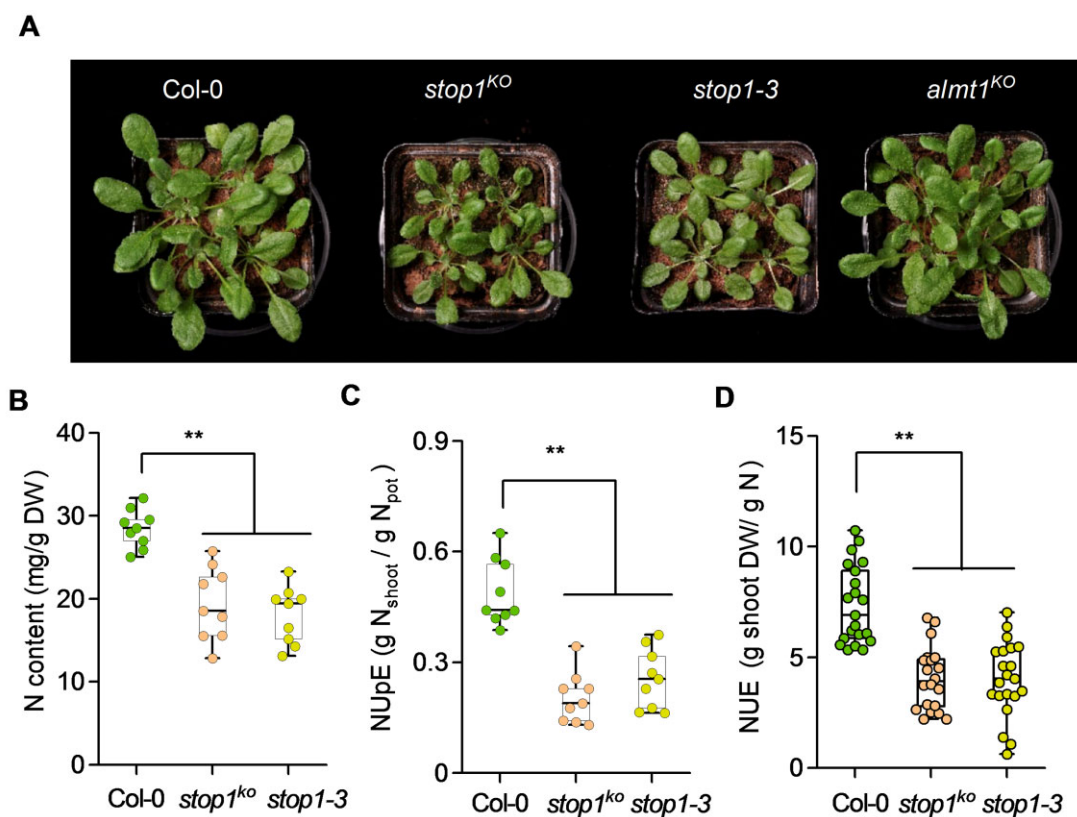 A
Col-0 stop1KO stop1-3 almt1KO
B
N content (mg/g DW)
40
30
20
10
0
**
Col-0 stop1ko stop1-3
C
NUpE (g Nshoot / g Npot)
0.9
0.6
0.3
0
**
Col-0 stop1ko stop1-3
D
NUE (g shoot DW/ g N)
15
10
5
0
**
Col-0 stop1ko stop1-3